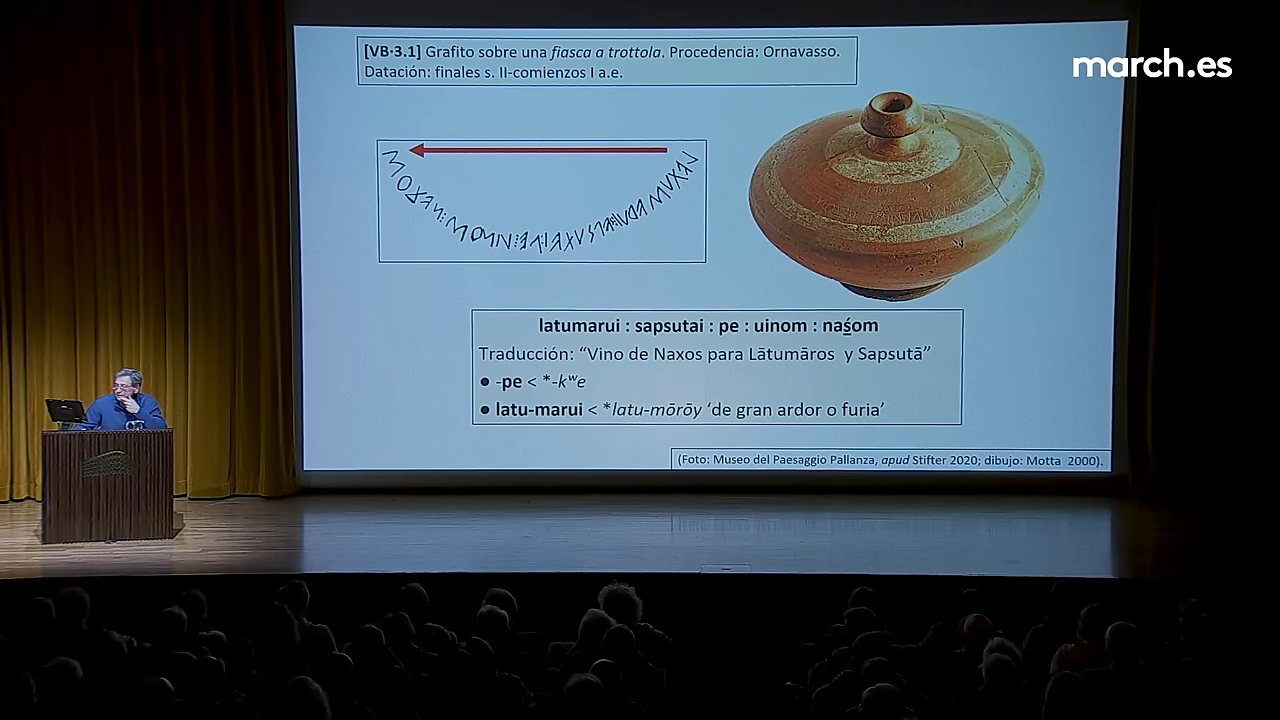 [VB·3.1] Grafito sobre una fiasca a trottola. Procedencia: Ornavasso.
Datación: finales s. II-comienzos I a.e.
march.es
latumarui : sapsutai : pe : uinom : naśom
Traducción: “Vino de Naxos para Lātumāros y Sapsutā”
● -pe < *-kʷe
● latu-marui < *latu-mōrōy ‘de gran ardor o furia’
(Foto: Museo del Paesaggio Pallanza, apud Stifter 2020; dibujo: Motta 2000).